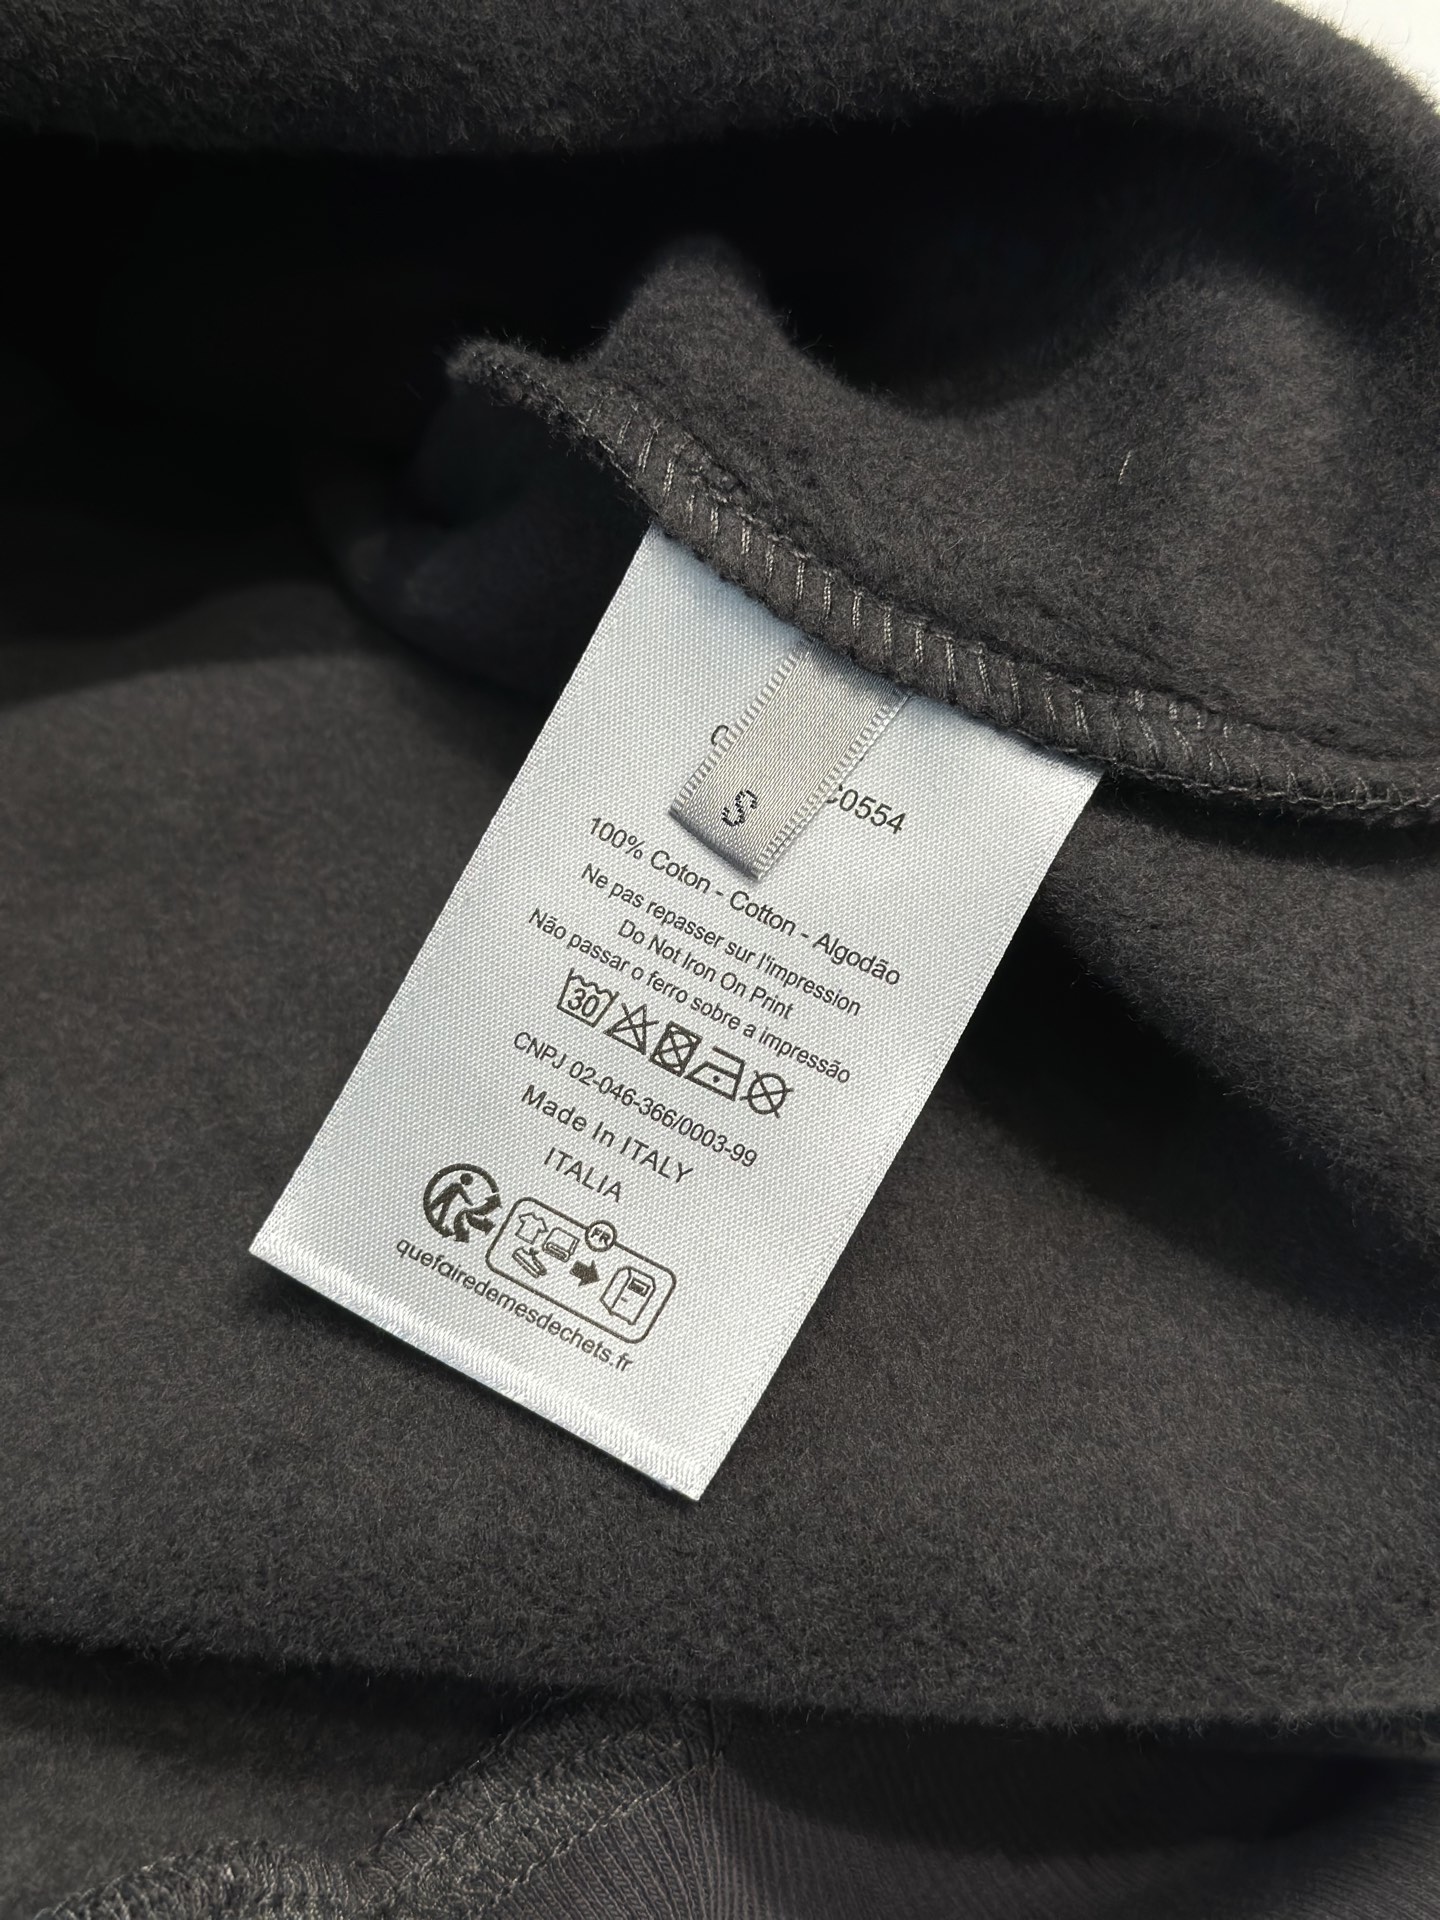 S
C0554
100% Coton - Cotton - Algodão
Ne pas repasser sur l'impression
Do Not Iron On Print
Não passar o ferro sobre a impressão
30
CNPJ 02-046-366/0003-99
Made In ITALY
ITALIA
FR
quefairedemesdechets.fr